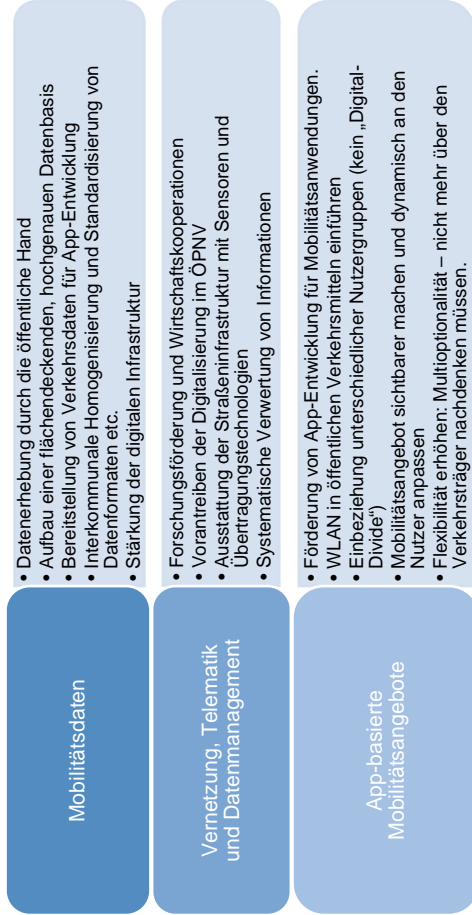 Mobilitätsdaten
• Datenerhebung durch die öffentliche Hand
• Aufbau einer flächendeckenden, hochgenauen Datenbasis
• Bereitstellung von Verkehrsdaten für App-Entwicklung
• Interkommunale Homogenisierung und Standardisierung von
Datenformaten etc.
• Stärkung der digitalen Infrastruktur
Vernetzung, Telematik
und Datenmanagement
• Forschungsförderung und Wirtschaftskooperationen
• Vorantreiben der Digitalisierung im ÖPNV
• Ausstattung der Straßeninfrastruktur mit Sensoren und
Übertragungstechnologien
• Systematische Verwertung von Informationen
App-basierte
Mobilitätsangebote
• Förderung von App-Entwicklung für Mobilitätsanwendungen.
• WLAN in öffentlichen Verkehrsmitteln einführen
• Einbeziehung unterschiedlicher Nutzergruppen (kein „Digital-
Divide“)
• Mobilitätsangebot sichtbarer machen und dynamisch an den
Nutzer anpassen
• Flexibilität erhöhen: Multioptionalität – nicht mehr über den
Verkehrsträger nachdenken müssen.